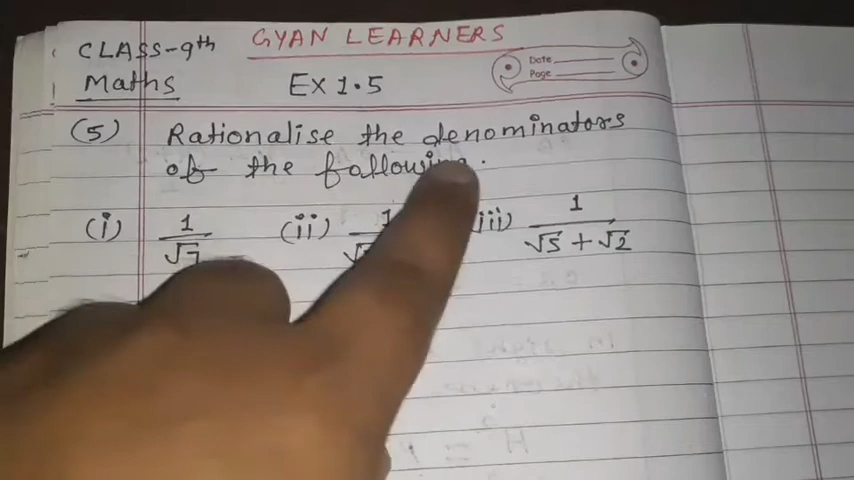 CLASS-9th
GYAN LEARNERS
Maths
Ex 1.5
Date
Page
(5) Rationalise the denominators
of the following.
(i) 1/√7 (ii) 1 (iii) 1/(√5+√2)